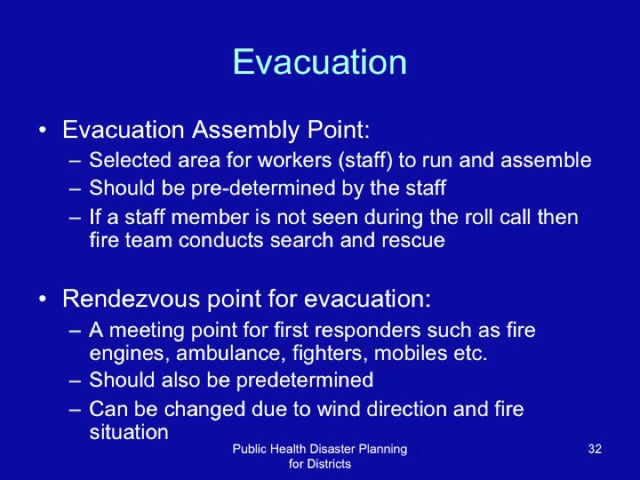 Evacuation
• Evacuation Assembly Point:
– Selected area for workers (staff) to run and assemble
– Should be pre-determined by the staff
– If a staff member is not seen during the roll call then
fire team conducts search and rescue
• Rendezvous point for evacuation:
– A meeting point for first responders such as fire
engines, ambulance, fighters, mobiles etc.
– Should also be predetermined
– Can be changed due to wind direction and fire
situation
Public Health Disaster Planning
for Districts
32